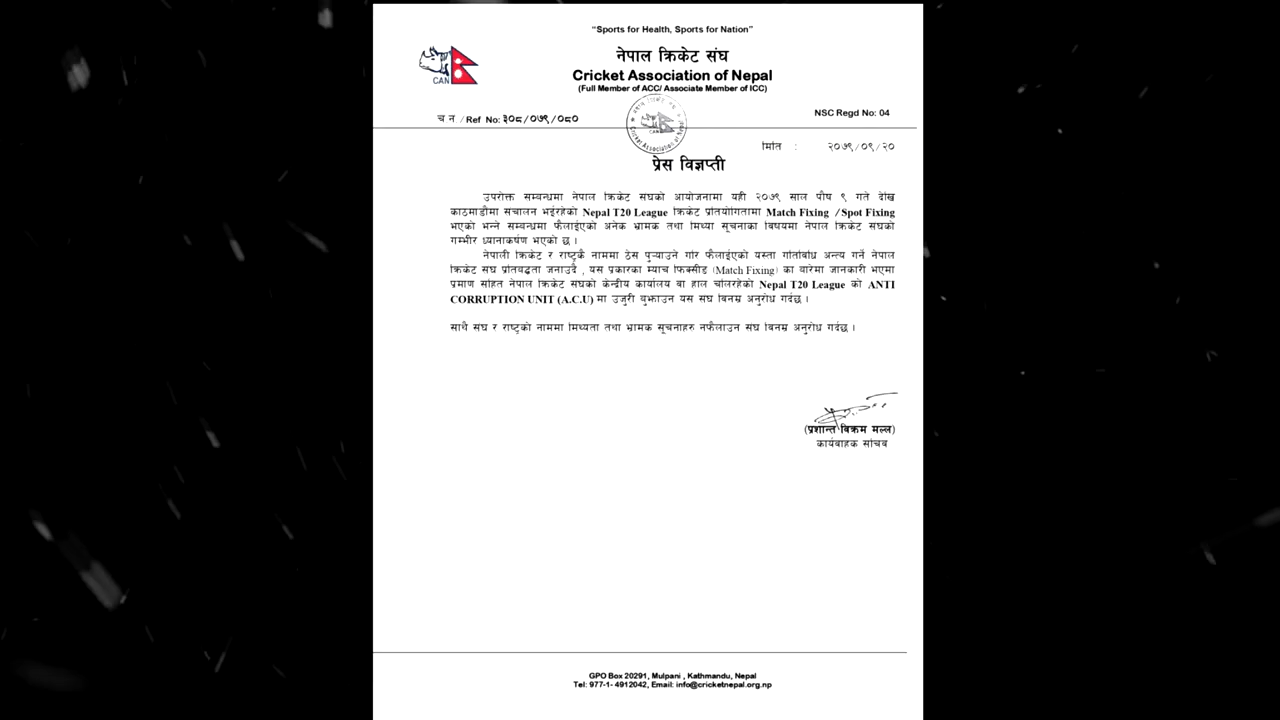 “Sports for Health, Sports for Nation”
नेपाल क्रिकेट संघ
Cricket Association of Nepal
(Full Member of ACC/ Associate Member of ICC)
CAN
च नं / Ref No: ३०८/०७९/०८०
NSC Regd No: 04
CAN
Cricket Association of Nepal
मिति : २०७९/०९/२०
प्रेस विज्ञप्ती
उपरोक्त सम्बन्धमा नेपाल क्रिकेट संघको आयोजनामा यही २०७९ साल पौष ९ गते देखि
काठमाडौंमा संचालन भईरहेको Nepal T20 League क्रिकेट प्रतियोगितामा Match Fixing /Spot Fixing
भएको भन्ने सम्बन्धमा फैलाईएको अनेक भ्रामक तथा मिथ्या सूचनाका विषयमा नेपाल क्रिकेट संघको
गम्भीर ध्यानाकर्षण भएको छ ।
नेपाली क्रिकेट र राष्ट्रकै नाममा ठेस पुर्‍याउने गरि फैलाईएको यस्ता गतिविधि अन्त्य गर्ने नेपाल
क्रिकेट संघ प्रतिबद्धता जनाउदै , यस प्रकारका म्याच फिक्सीङ (Match Fixing) का बारेमा जानकारी भएमा
प्रमाण सहित नेपाल क्रिकेट संघको केन्द्रीय कार्यालय वा हाल चलिरहेको Nepal T20 League को ANTI
CORRUPTION UNIT (A.C.U) मा उजुरी बुझाउन यस संघ विनम्र अनुरोध गर्दछ ।
साथै संघ र राष्ट्रको नाममा मिथ्यता तथा भ्रामक सूचनाहरु नफैलाउन संघ विनम्र अनुरोध गर्दछ ।
(प्रशान्त विक्रम मल्ल)
कार्यवाहक सचिव
GPO Box 20291, Mulpani , Kathmandu, Nepal
Tel: 977-1- 4912042, Email: info@cricketnepal.org.np